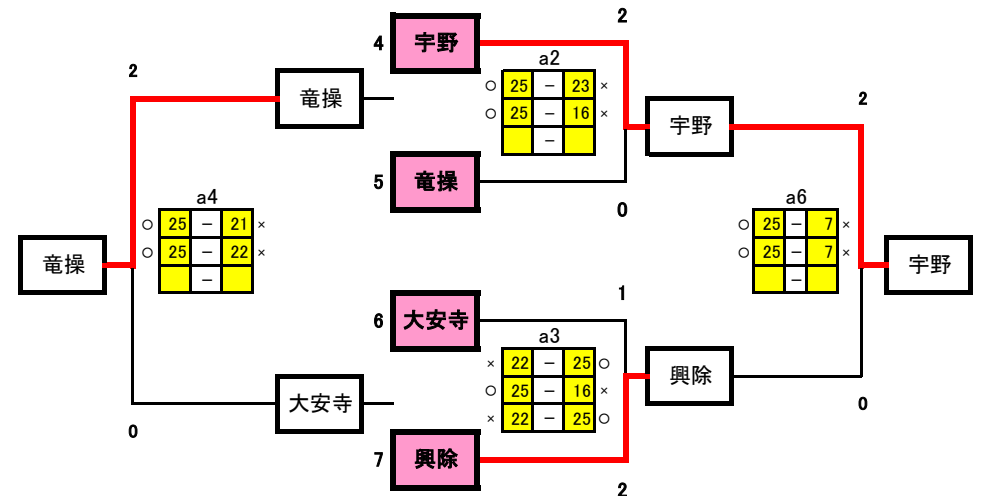 2
4 宇野
a2
○ 25 － 23 ×
○ 25 － 16 ×
－
2
竜操
宇野
2
5 竜操
0
a4
○ 25 － 21 ×
○ 25 － 22 ×
－
竜操
a6
○ 25 － 7 ×
○ 25 － 7 ×
－
宇野
6 大安寺
1
a3
× 22 － 25 ○
○ 25 － 16 ×
× 22 － 25 ○
興除
大安寺
0
0
7 興除
2